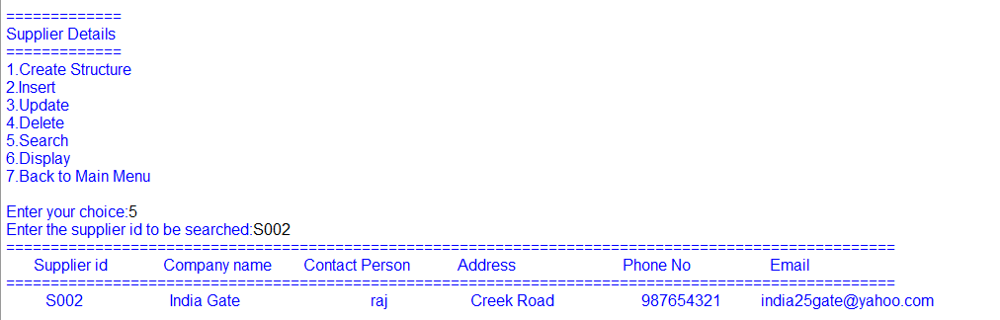 =============
Supplier Details
=============
1.Create Structure
2.Insert
3.Update
4.Delete
5.Search
6.Display
7.Back to Main Menu
Enter your choice:5
Enter the supplier id to be searched:S002
====================================================================================================
Supplier id Company name Contact Person Address Phone No Email
====================================================================================================
S002 India Gate raj Creek Road 987654321 india25gate@yahoo.com